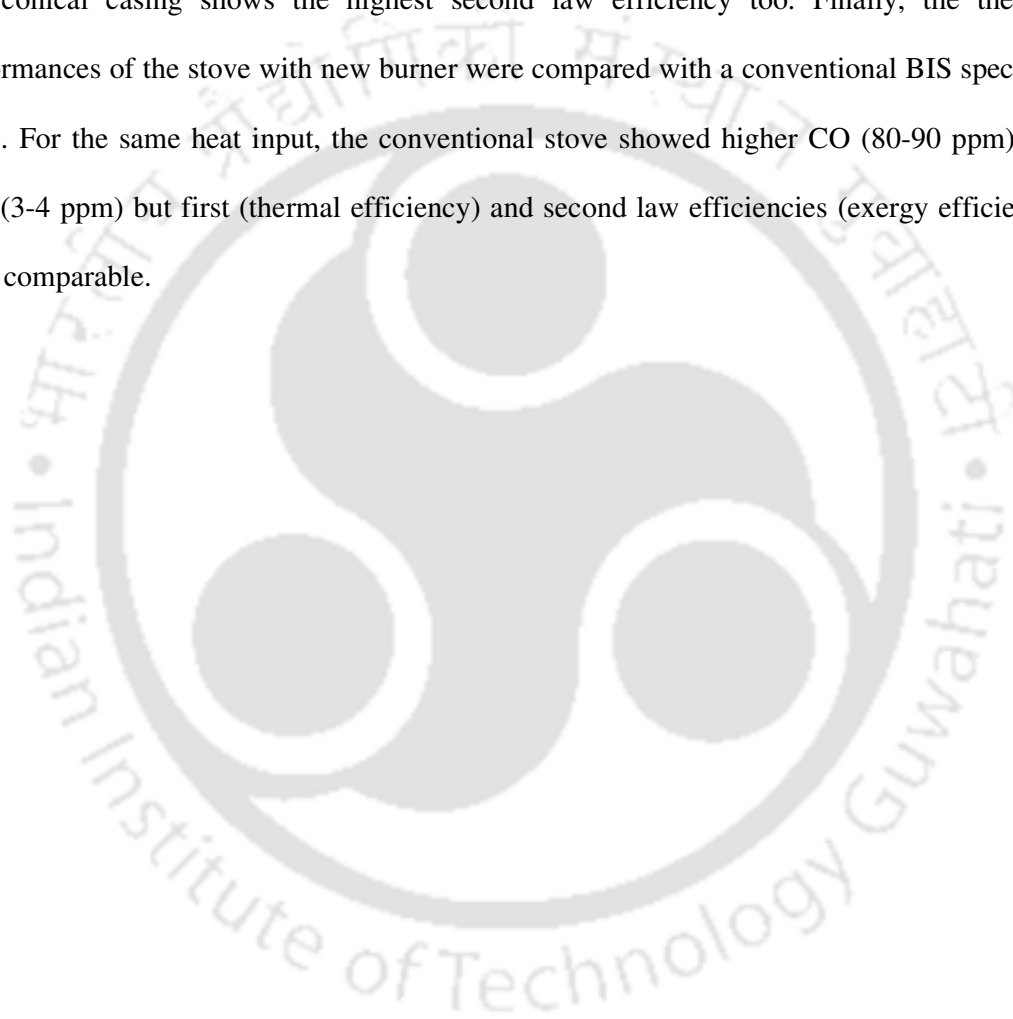 conical casing shows the highest second law efficiency too. Finally, the the
ormances of the stove with new burner were compared with a conventional BIS spec
. For the same heat input, the conventional stove showed higher CO (80-90 ppm)
(3-4 ppm) but first (thermal efficiency) and second law efficiencies (exergy efficie
comparable.
Indian Institute of Technology Guwahati